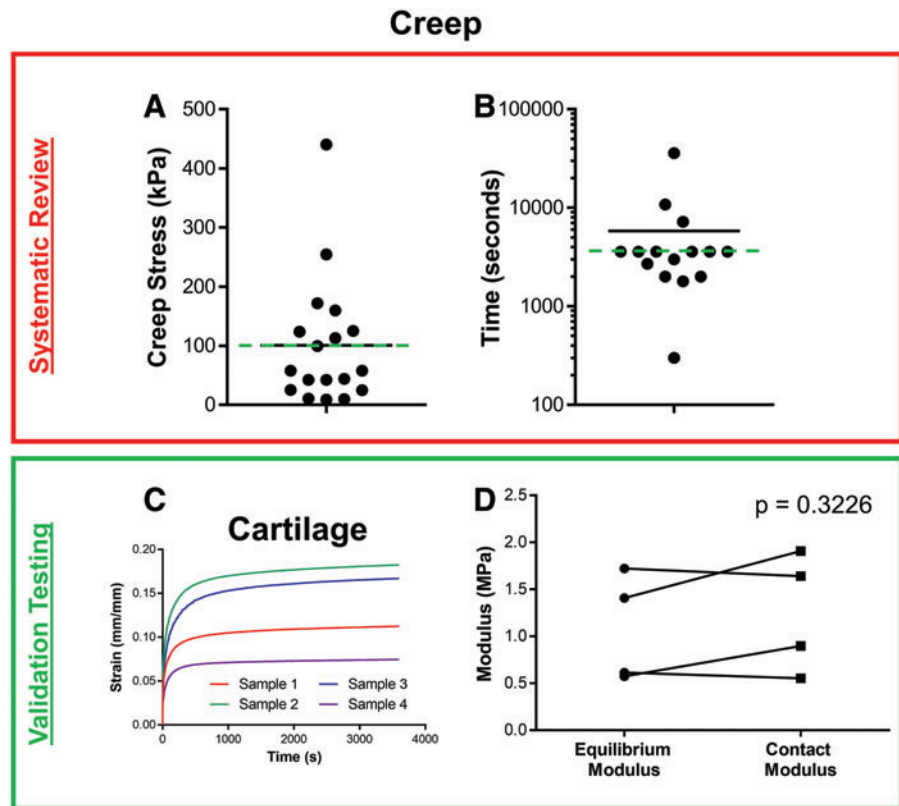 Creep
Systematic Review
A
Creep Stress (kPa)
500
400
300
200
100
0
B
Time (seconds)
100000
10000
1000
100
Validation Testing
C
Cartilage
Strain (mm/mm)
0.20
0.15
0.10
0.05
0.00
Sample 1
Sample 3
Sample 2
Sample 4
0 1000 2000 3000 4000
Time (s)
D
p = 0.3226
Modulus (MPa)
2.5
2.0
1.5
1.0
0.5
0.0
Equilibrium
Modulus
Contact
Modulus